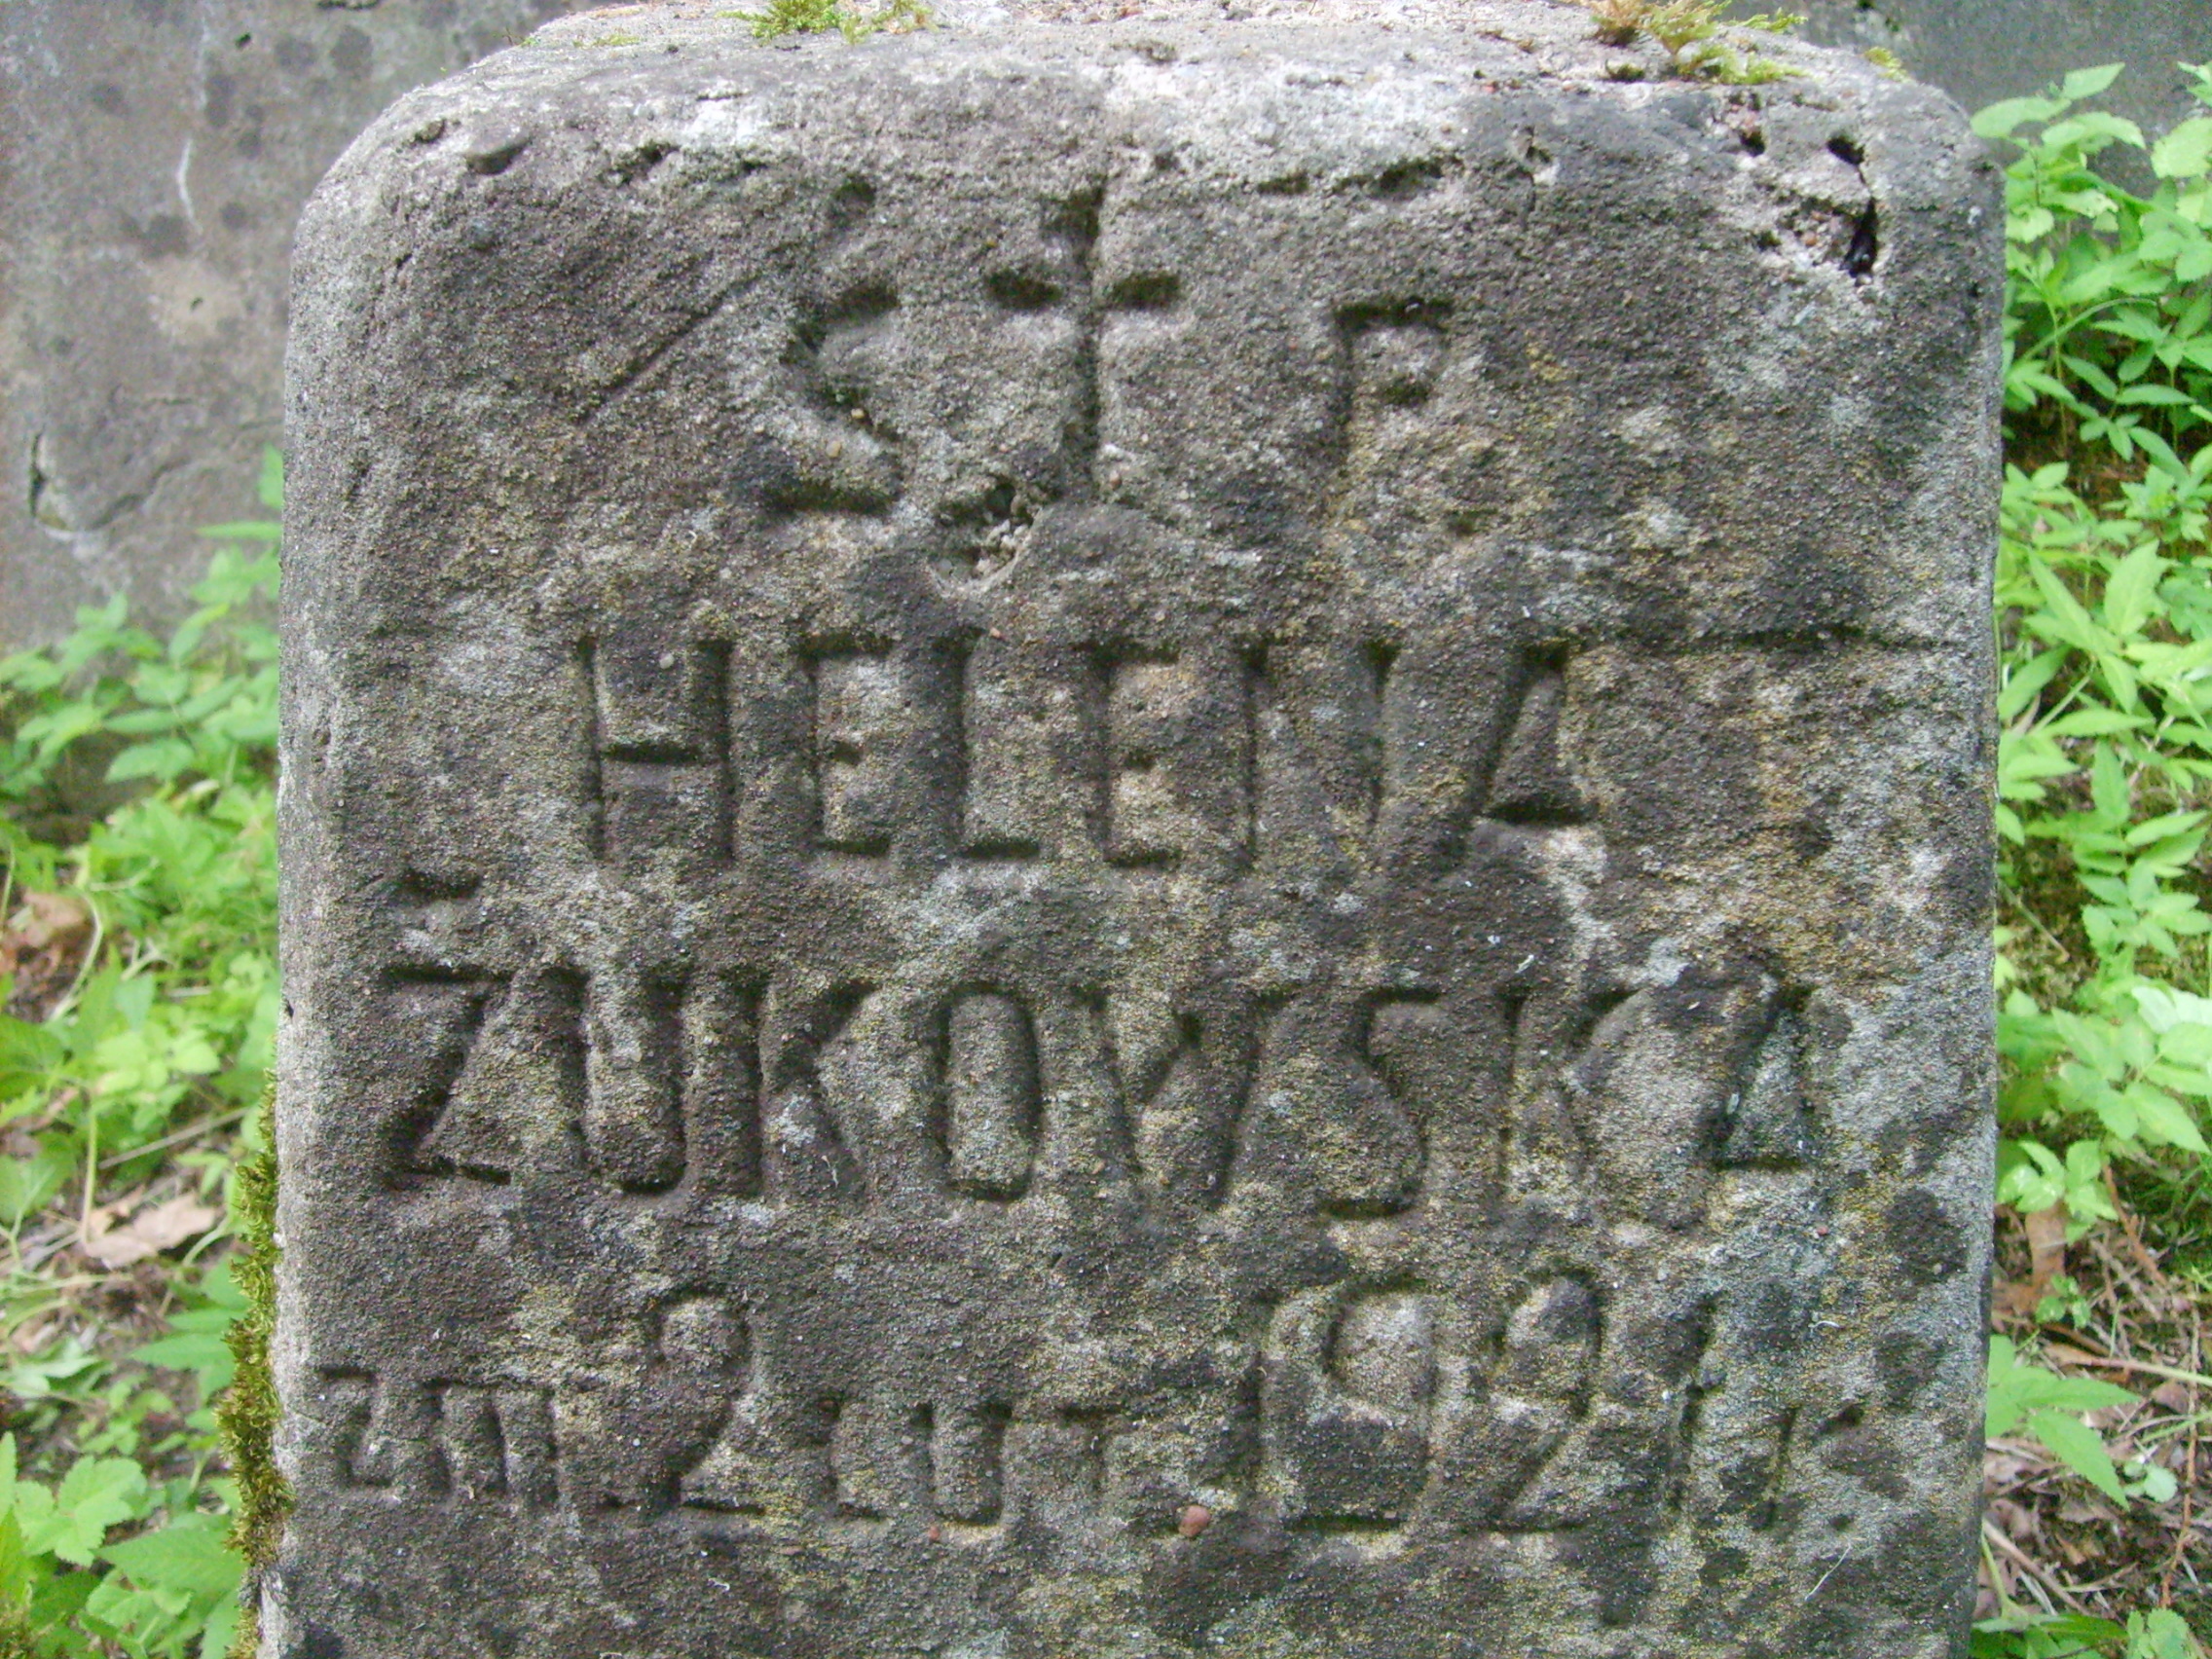 Ś † P
HELENA
ŻUKOWSKA
zm. 2 LUT. 1921 r.